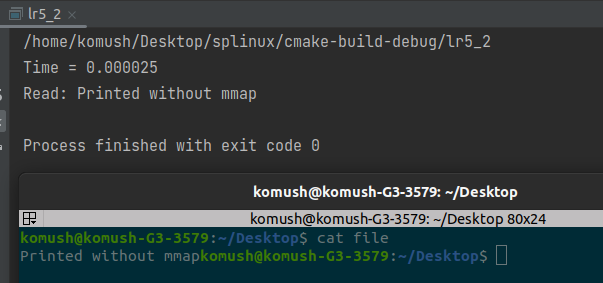 lr5_2
/home/komush/Desktop/splinux/cmake-build-debug/lr5_2
Time = 0.000025
Read: Printed without mmap
Process finished with exit code 0
komush@komush-G3-3579: ~/Desktop
komush@komush-G3-3579: ~/Desktop 80x24
komush@komush-G3-3579:~/Desktop$ cat file
Printed without mmapkomush@komush-G3-3579:~/Desktop$